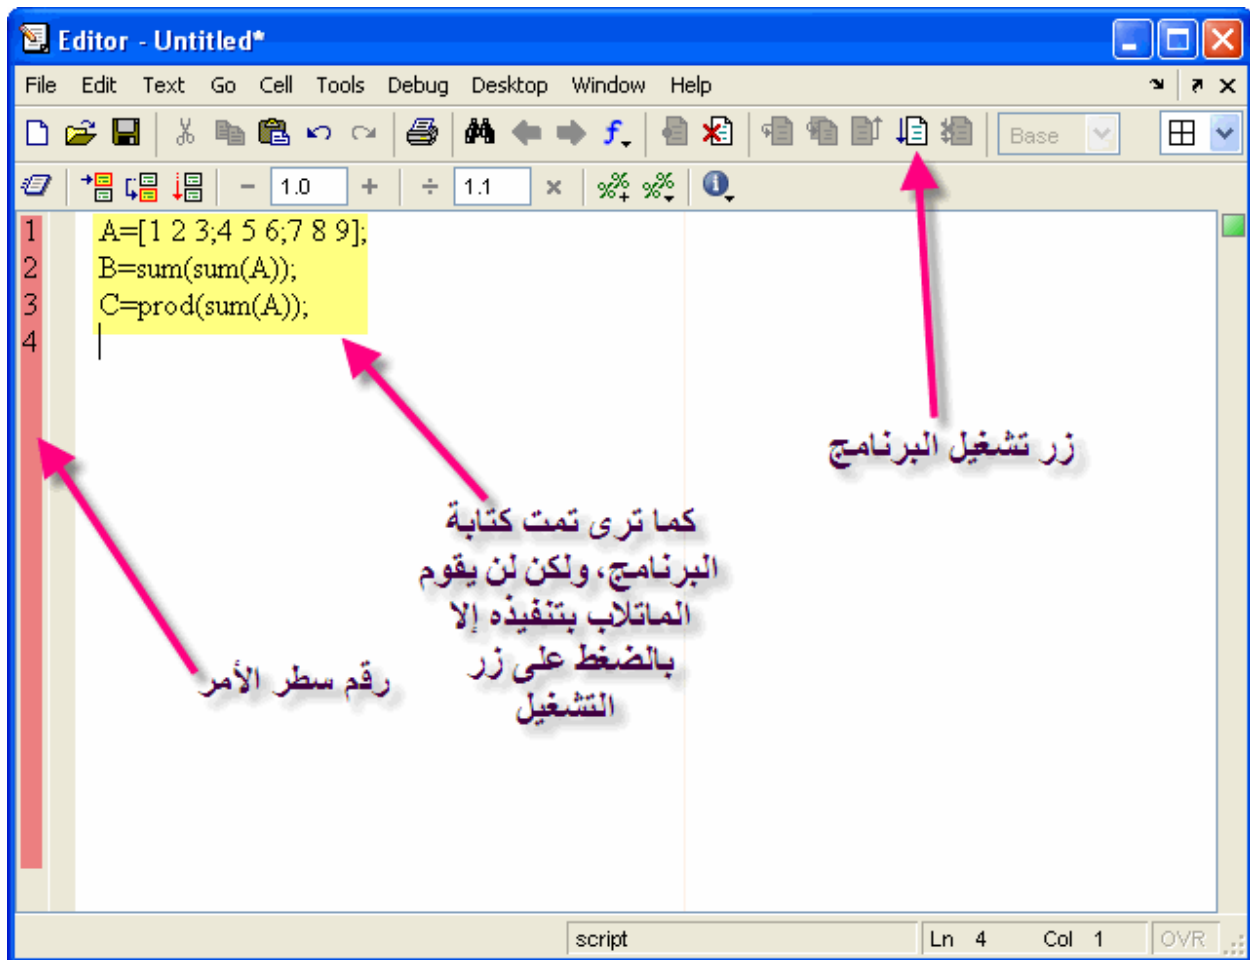 Editor - Untitled*
File Edit Text Go Cell Tools Debug Desktop Window Help
Base
1.0
1.1
1 A=[1 2 3;4 5 6;7 8 9];
2 B=sum(sum(A));
3 C=prod(sum(A));
4
زر تشغيل البرنامج
كما ترى تمت كتابة
البرنامج، ولكن لن يقوم
الماتلاب بتنفيذه إلا
بالضغط على زر
التشغيل
رقم سطر الأمر
script Ln 4 Col 1 OVR